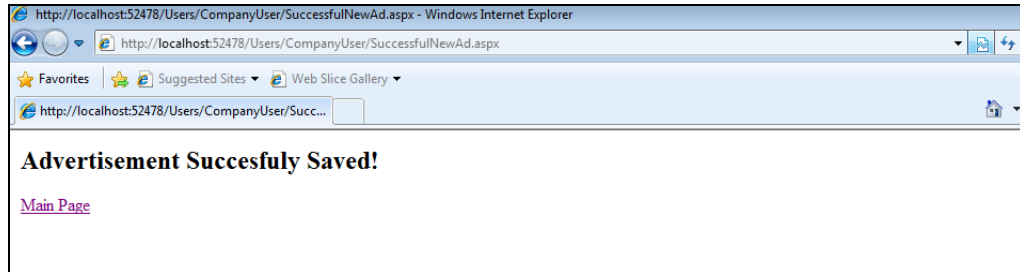 http://localhost:52478/Users/CompanyUser/SuccessfulNewAd.aspx - Windows Internet Explorer
http://localhost:52478/Users/CompanyUser/SuccessfulNewAd.aspx
Favorites Suggested Sites Web Slice Gallery
http://localhost:52478/Users/CompanyUser/Succ...
Advertisement Succesfuly Saved!
Main Page